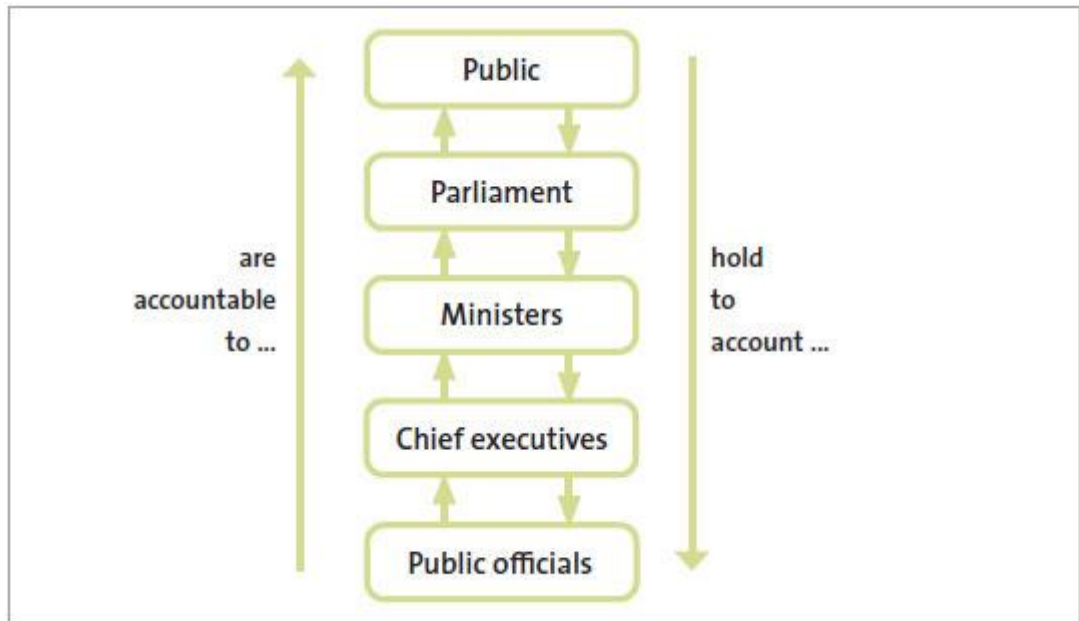 Public
Parliament
are
accountable
to ...
Ministers
hold
to
account ...
Chief executives
Public officials